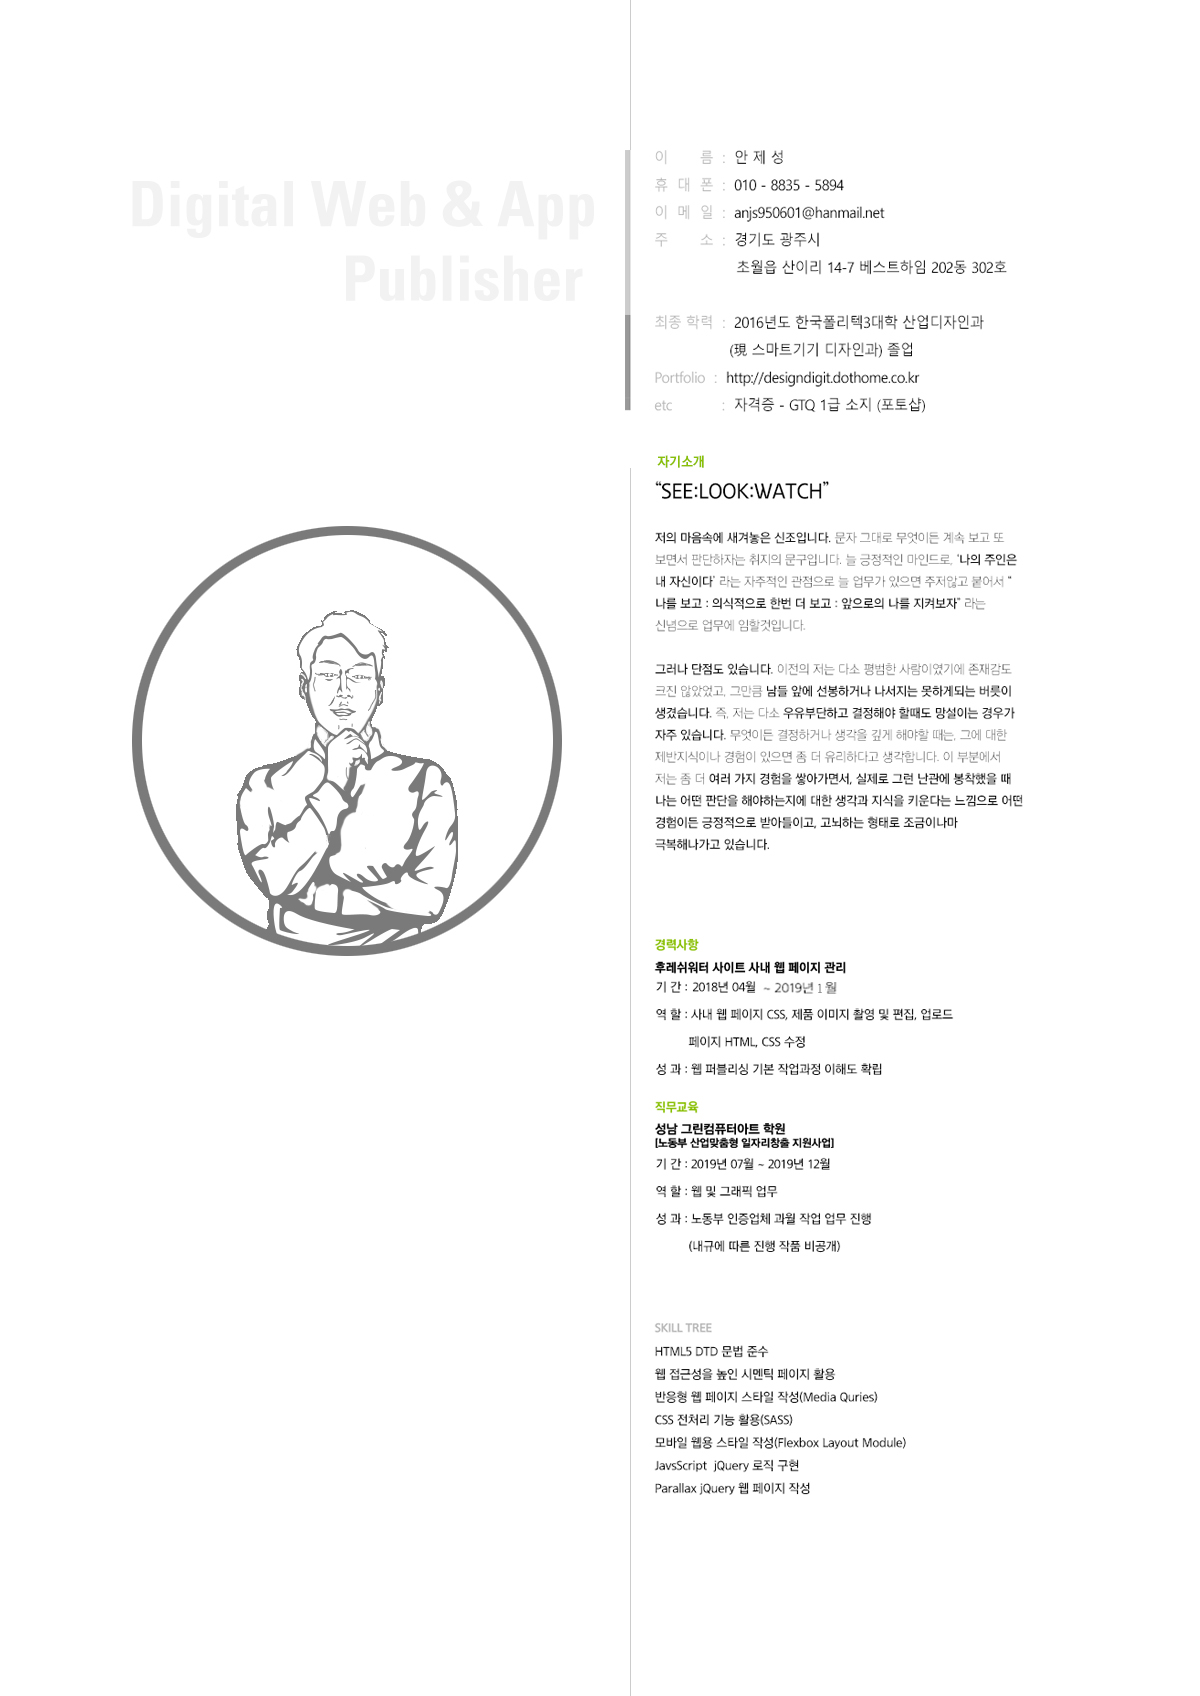 Digital Web & App
Publisher
이 름 : 안 제 성
휴 대 폰 : 010 - 8835 - 5894
이 메 일 : anjs950601@hanmail.net
주 소 : 경기도 광주시
초월읍 산이리 14-7 베스트하임 202동 302호
최종 학력 : 2016년도 한국폴리텍3대학 산업디자인과
(現 스마트기기 디자인과) 졸업
Portfolio : http://designdigit.dothome.co.kr
etc : 자격증 - GTQ 1급 소지 (포토샵)
자기소개
“SEE:LOOK:WATCH”
저의 마음속에 새겨놓은 신조입니다. 문자 그대로 무엇이든 계속 보고 또
보면서 판단하자는 취지의 문구입니다. 늘 긍정적인 마인드로, ‘나의 주인은
내 자신이다’ 라는 자주적인 관점으로 늘 업무가 있으면 주저않고 붙어서 “
나를 보고 : 의식적으로 한번 더 보고 : 앞으로의 나를 지켜보자” 라는
신념으로 업무에 임할것입니다.
그러나 단점도 있습니다. 이전의 저는 다소 평범한 사람이였기에 존재감도
크진 않았었고, 그만큼 남들 앞에 선봉하거나 나서지는 못하게되는 버릇이
생겼습니다. 즉, 저는 다소 우유부단하고 결정해야 할때도 망설이는 경우가
자주 있습니다. 무엇이든 결정하거나 생각을 깊게 해야할 때는, 그에 대한
제반지식이나 경험이 있으면 좀 더 유리하다고 생각합니다. 이 부분에서
저는 좀 더 여러 가지 경험을 쌓아가면서, 실제로 그런 난관에 봉착했을 때
나는 어떤 판단을 해야하는지에 대한 생각과 지식을 키운다는 느낌으로 어떤
경험이든 긍정적으로 받아들이고, 고뇌하는 형태로 조금이나마
극복해나가고 있습니다.
경력사항
후레쉬워터 사이트 사내 웹 페이지 관리
기 간 : 2018년 04월 ~ 2019년 1 월
역 할 : 사내 웹 페이지 CSS, 제품 이미지 촬영 및 편집, 업로드
페이지 HTML, CSS 수정
성 과 : 웹 퍼블리싱 기본 작업과정 이해도 확립
직무교육
성남 그린컴퓨터아트 학원
[노동부 산업맞춤형 일자리창출 지원사업]
기 간 : 2019년 07월 ~ 2019년 12월
역 할 : 웹 및 그래픽 업무
성 과 : 노동부 인증업체 과월 작업 업무 진행
(내규에 따른 진행 작품 비공개)
SKILL TREE
HTML5 DTD 문법 준수
웹 접근성을 높인 시멘틱 페이지 활용
반응형 웹 페이지 스타일 작성(Media Quries)
CSS 전처리 기능 활용(SASS)
모바일 웹용 스타일 작성(Flexbox Layout Module)
JavsScript jQuery 로직 구현
Parallax jQuery 웹 페이지 작성